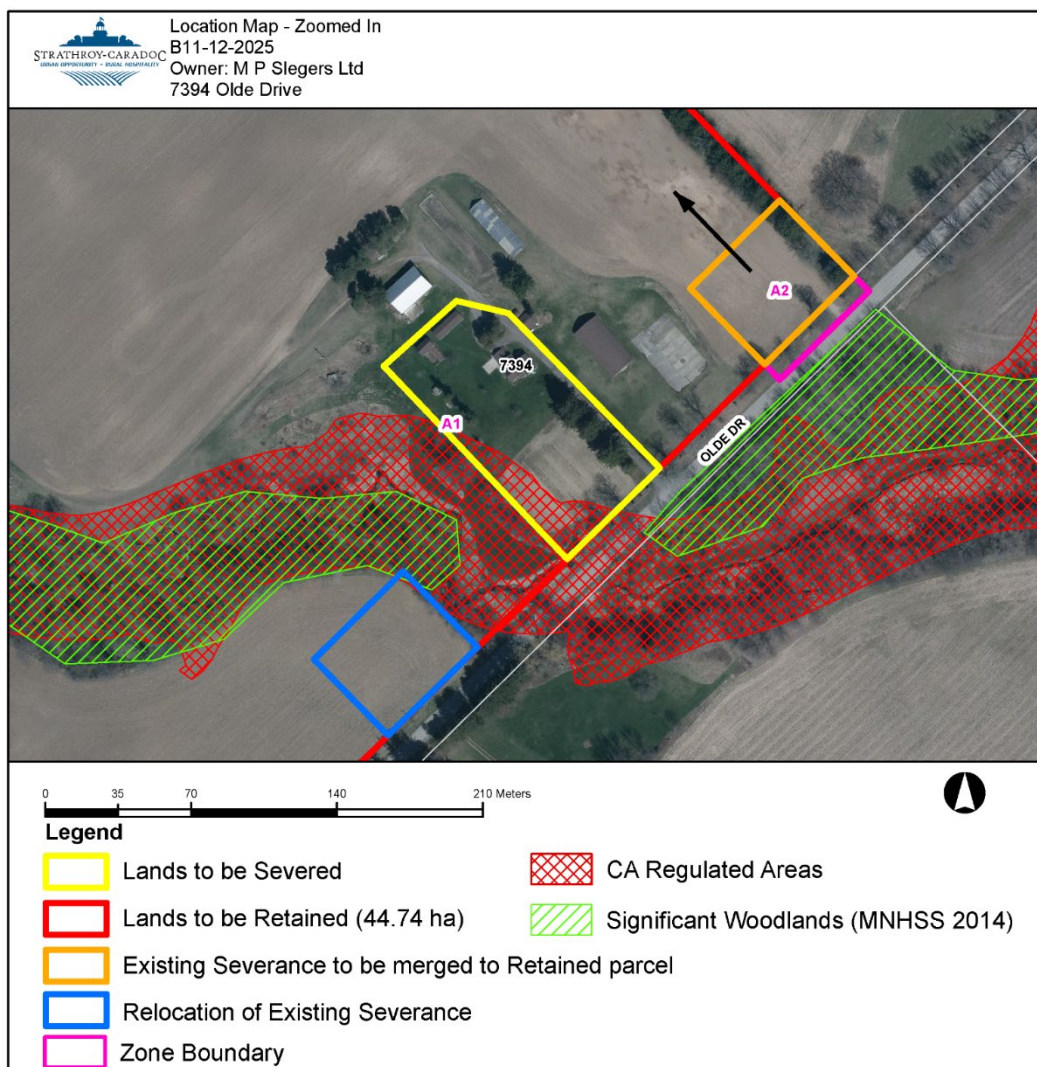 STRATHROY-CARADOC
URBAN OPPORTUNITY - RURAL HOSPITALITY
Location Map - Zoomed In
B11-12-2025
Owner: M P Slegers Ltd
7394 Olde Drive
A2
7394
A1
OLDE DR
0 35 70 140 210 Meters
Legend
Lands to be Severed
Lands to be Retained (44.74 ha)
Existing Severance to be merged to Retained parcel
Relocation of Existing Severance
Zone Boundary
CA Regulated Areas
Significant Woodlands (MNHSS 2014)